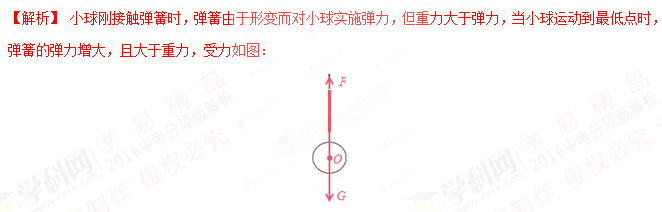 【解析】 小球刚接触弹簧时，弹簧由于形变而对小球实施弹力，但重力大于弹力，当小球运动到最低点时，
弹簧的弹力增大，且大于重力，受力如图：
F
O
G
学科网
学易精品
2016中考分项版解析
侵权必究